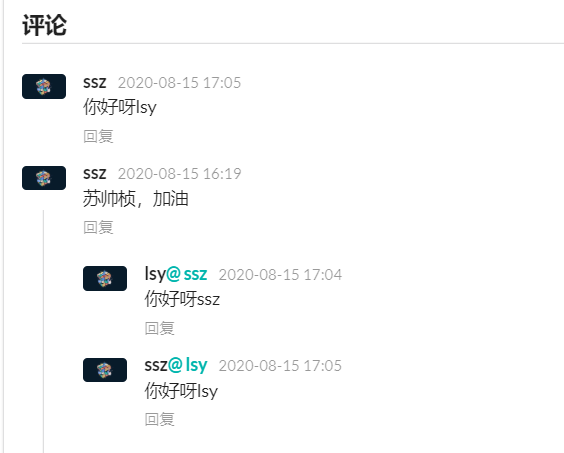 评论
ssz 2020-08-15 17:05
你好呀lsy
回复
ssz 2020-08-15 16:19
苏帅桢，加油
回复
lsy@ssz 2020-08-15 17:04
你好呀ssz
回复
ssz@lsy 2020-08-15 17:05
你好呀lsy
回复